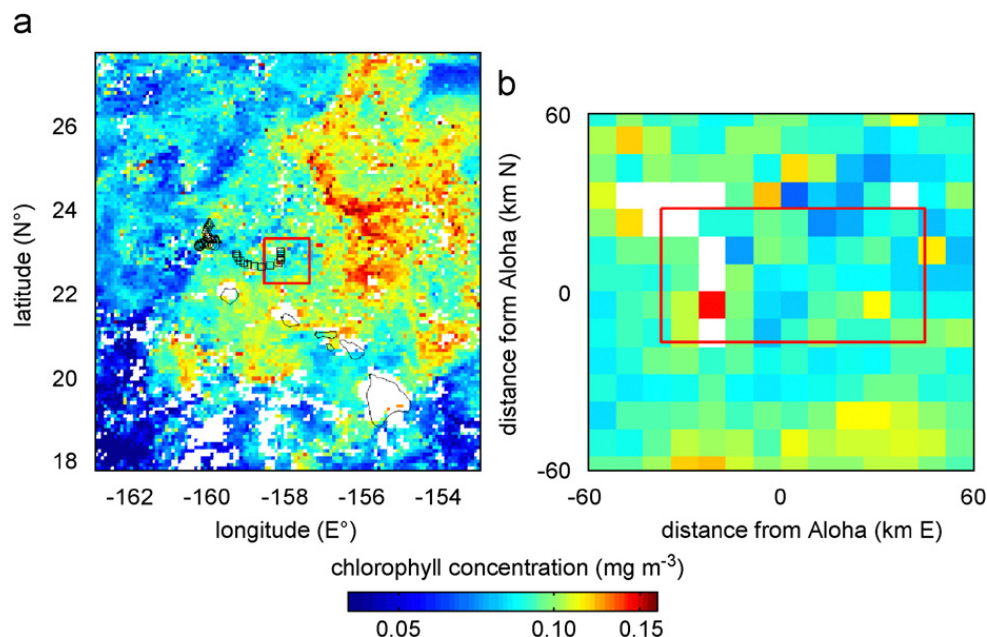 a
b
26
24
22
20
18
latitude (N°)
-162 -160 -158 -156 -154
longitude (E°)
60
0
-60
distance form Aloha (km N)
-60 0 60
distance from Aloha (km E)
chlorophyll concentration (mg m-3)
0.05 0.10 0.15